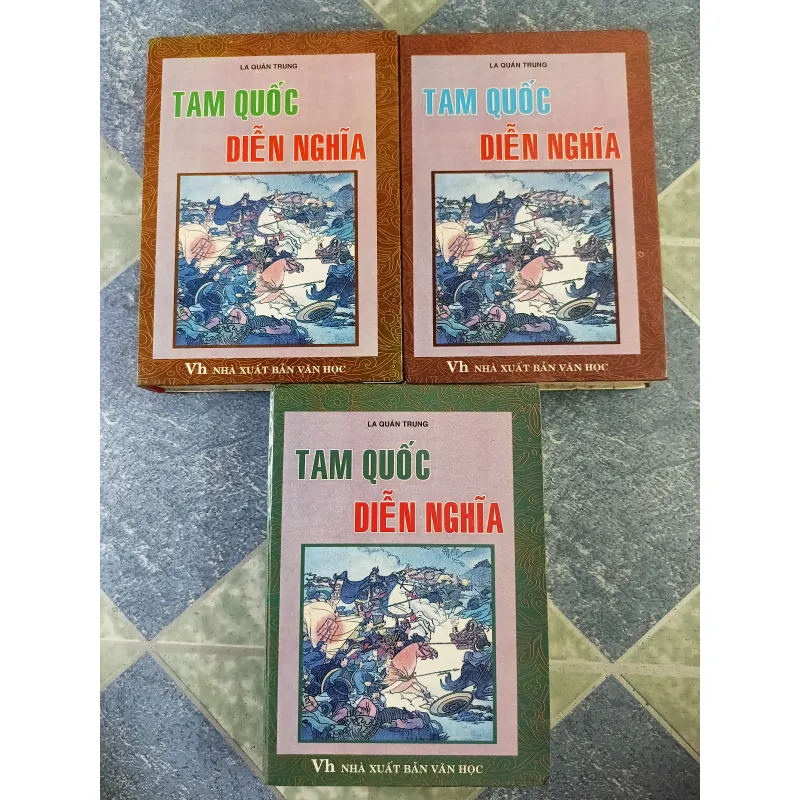 LA QUÁN TRUNG
TAM QUỐC
DIỄN NGHĨA
Vh NHÀ XUẤT BẢN VĂN HỌC
LA QUÁN TRUNG
TAM QUỐC
DIỄN NGHĨA
Vh NHÀ XUẤT BẢN VĂN HỌC
LA QUÁN TRUNG
TAM QUỐC
DIỄN NGHĨA
Vh NHÀ XUẤT BẢN VĂN HỌC